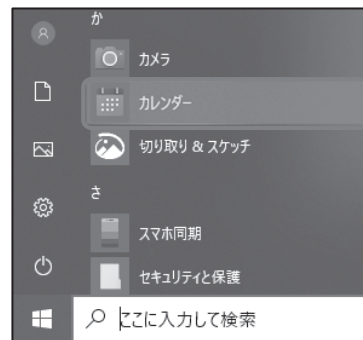 か
カメラ
カレンダー
切り取り & スケッチ
さ
スマホ同期
セキュリティと保護
ここに入力して検索